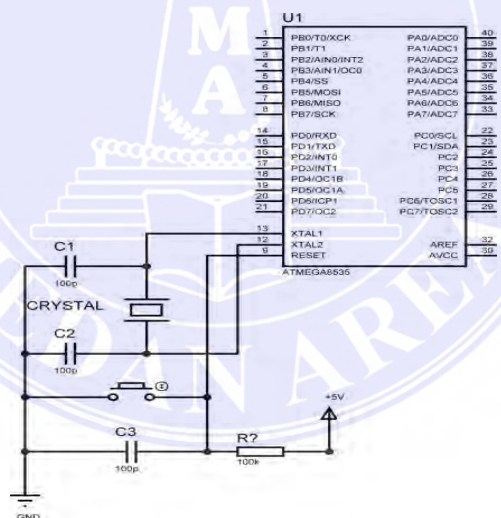 U1
1 PB0/T0/XCK PA0/ADC0 40
2 PB1/T1 PA1/ADC1 39
3 PB2/AIN0/INT2 PA2/ADC2 38
4 PB3/AIN1/OC0 PA3/ADC3 37
5 PB4/SS PA4/ADC4 36
6 PB5/MOSI PA5/ADC5 35
7 PB6/MISO PA6/ADC6 34
8 PB7/SCK PA7/ADC7 33
14 PD0/RXD PC0/SCL 22
15 PD1/TXD PC1/SDA 23
16 PD2/INT0 PC2 24
17 PD3/INT1 PC3 25
18 PD4/OC1B PC4 26
19 PD5/OC1A PC5 27
20 PD6/ICP1 PC6/TOSC1 28
21 PD7/OC2 PC7/TOSC2 29
13 XTAL1
12 XTAL2 AREF 32
9 RESET AVCC 30
ATMEGA8535
C1
100p
CRYSTAL
C2
100p
+5V
C3
100p
R?
100k
GND
MEDAN AREA